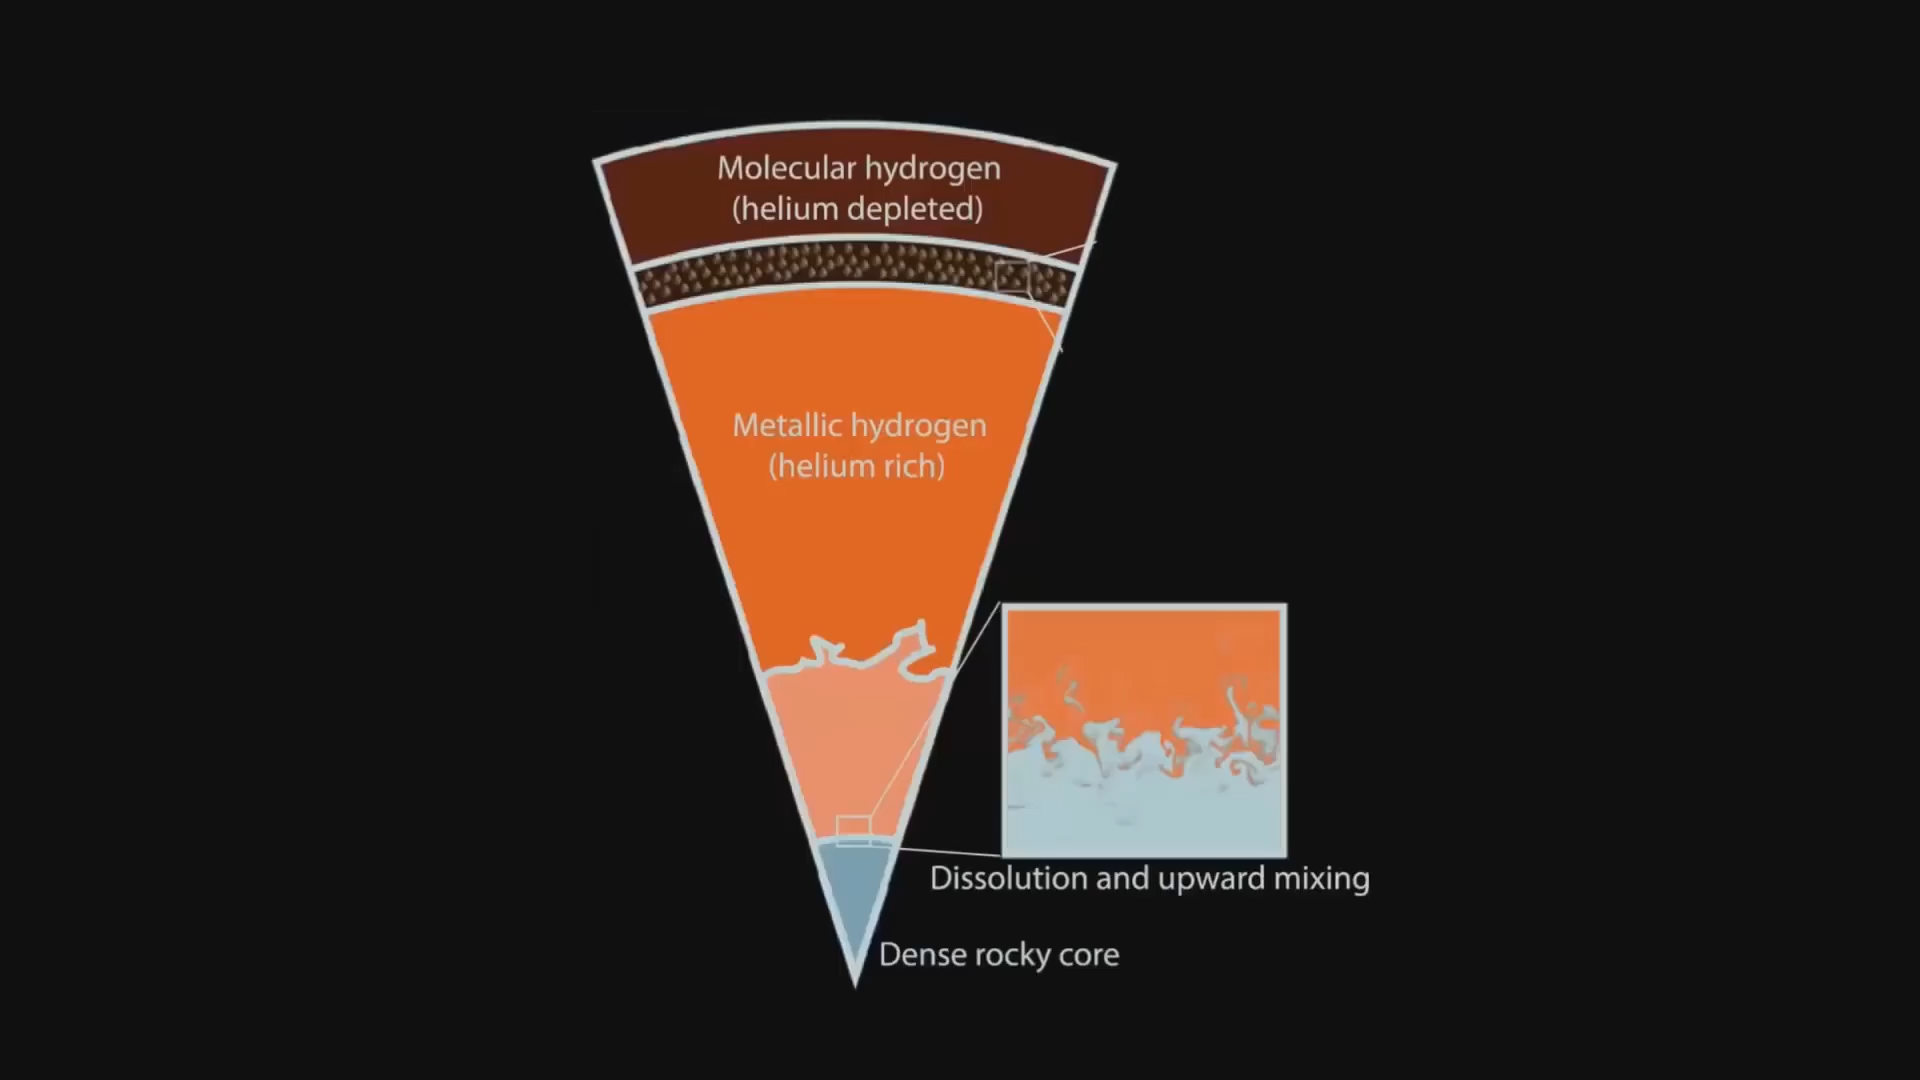 Molecular hydrogen
(helium depleted)
Metallic hydrogen
(helium rich)
Dissolution and upward mixing
Dense rocky core